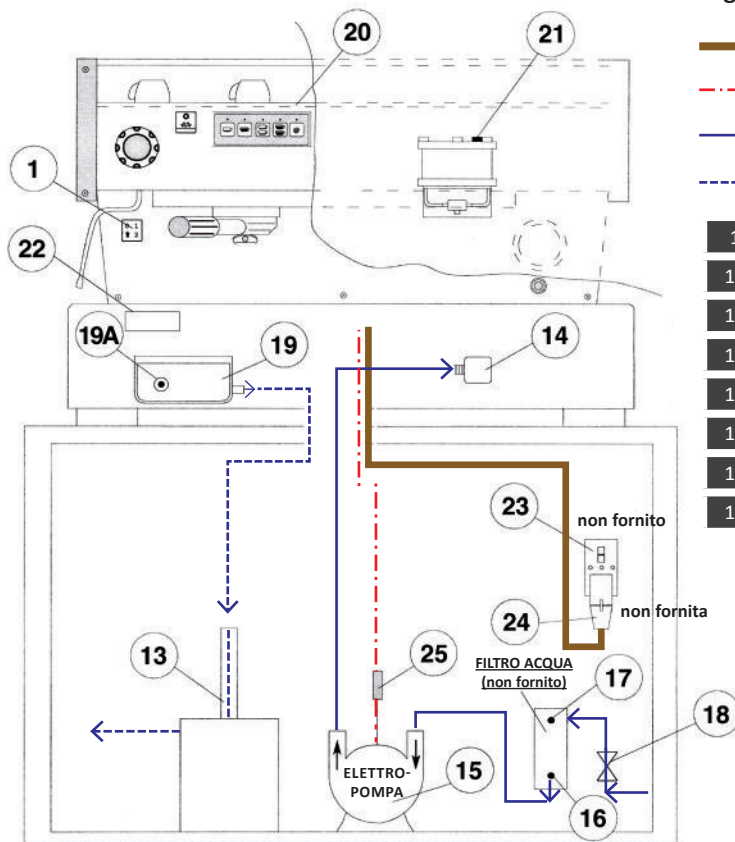 20
21
1
22
19A
19
14
23
non fornito
24
non fornita
13
25
FILTRO ACQUA
(non fornito)
17
18
ELETTRO-
POMPA
15
16